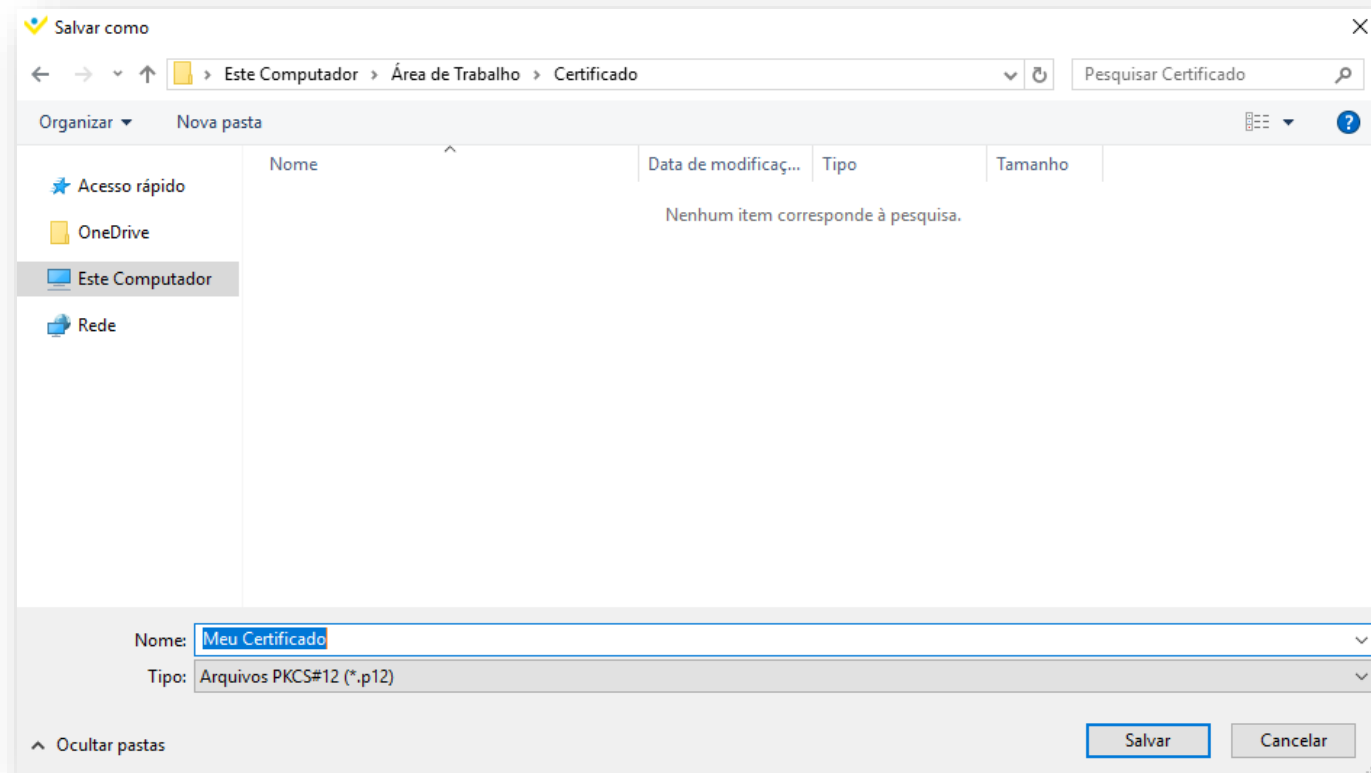 Salvar como
Este Computador > Área de Trabalho > Certificado
Pesquisar Certificado
Organizar
Nova pasta
Nome
Data de modificaç...
Tipo
Tamanho
Nenhum item corresponde à pesquisa.
Acesso rápido
OneDrive
Este Computador
Rede
Nome: Meu Certificado
Tipo: Arquivos PKCS#12 (*.p12)
Ocultar pastas
Salvar
Cancelar